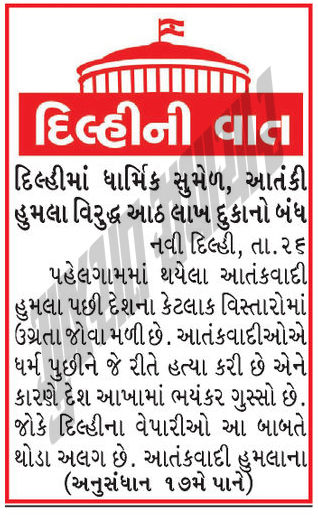 દિલ્હીની વાત
દિલ્હીમાં ધાર્મિક સુમેળ, આતંકી
હુમલા વિરુદ્ધ આઠ લાખ દુકાનો બંધ
નવી દિલ્હી, તા.૨૬
પહેલગામમાં થયેલા આતંકવાદી
હુમલા પછી દેશના કેટલાક વિસ્તારોમાં
ઉગ્રતા જોવા મળી છે. આતંકવાદીઓએ
ધર્મ પુછીને જે રીતે હત્યા કરી છે એને
કારણે દેશ આખામાં ભયંકર ગુસ્સો છે.
જોકે દિલ્હીના વેપારીઓ આ બાબતે
થોડા અલગ છે. આતંકવાદી હુમલાના
(અનુસંધાન ૧૭મે પાને)